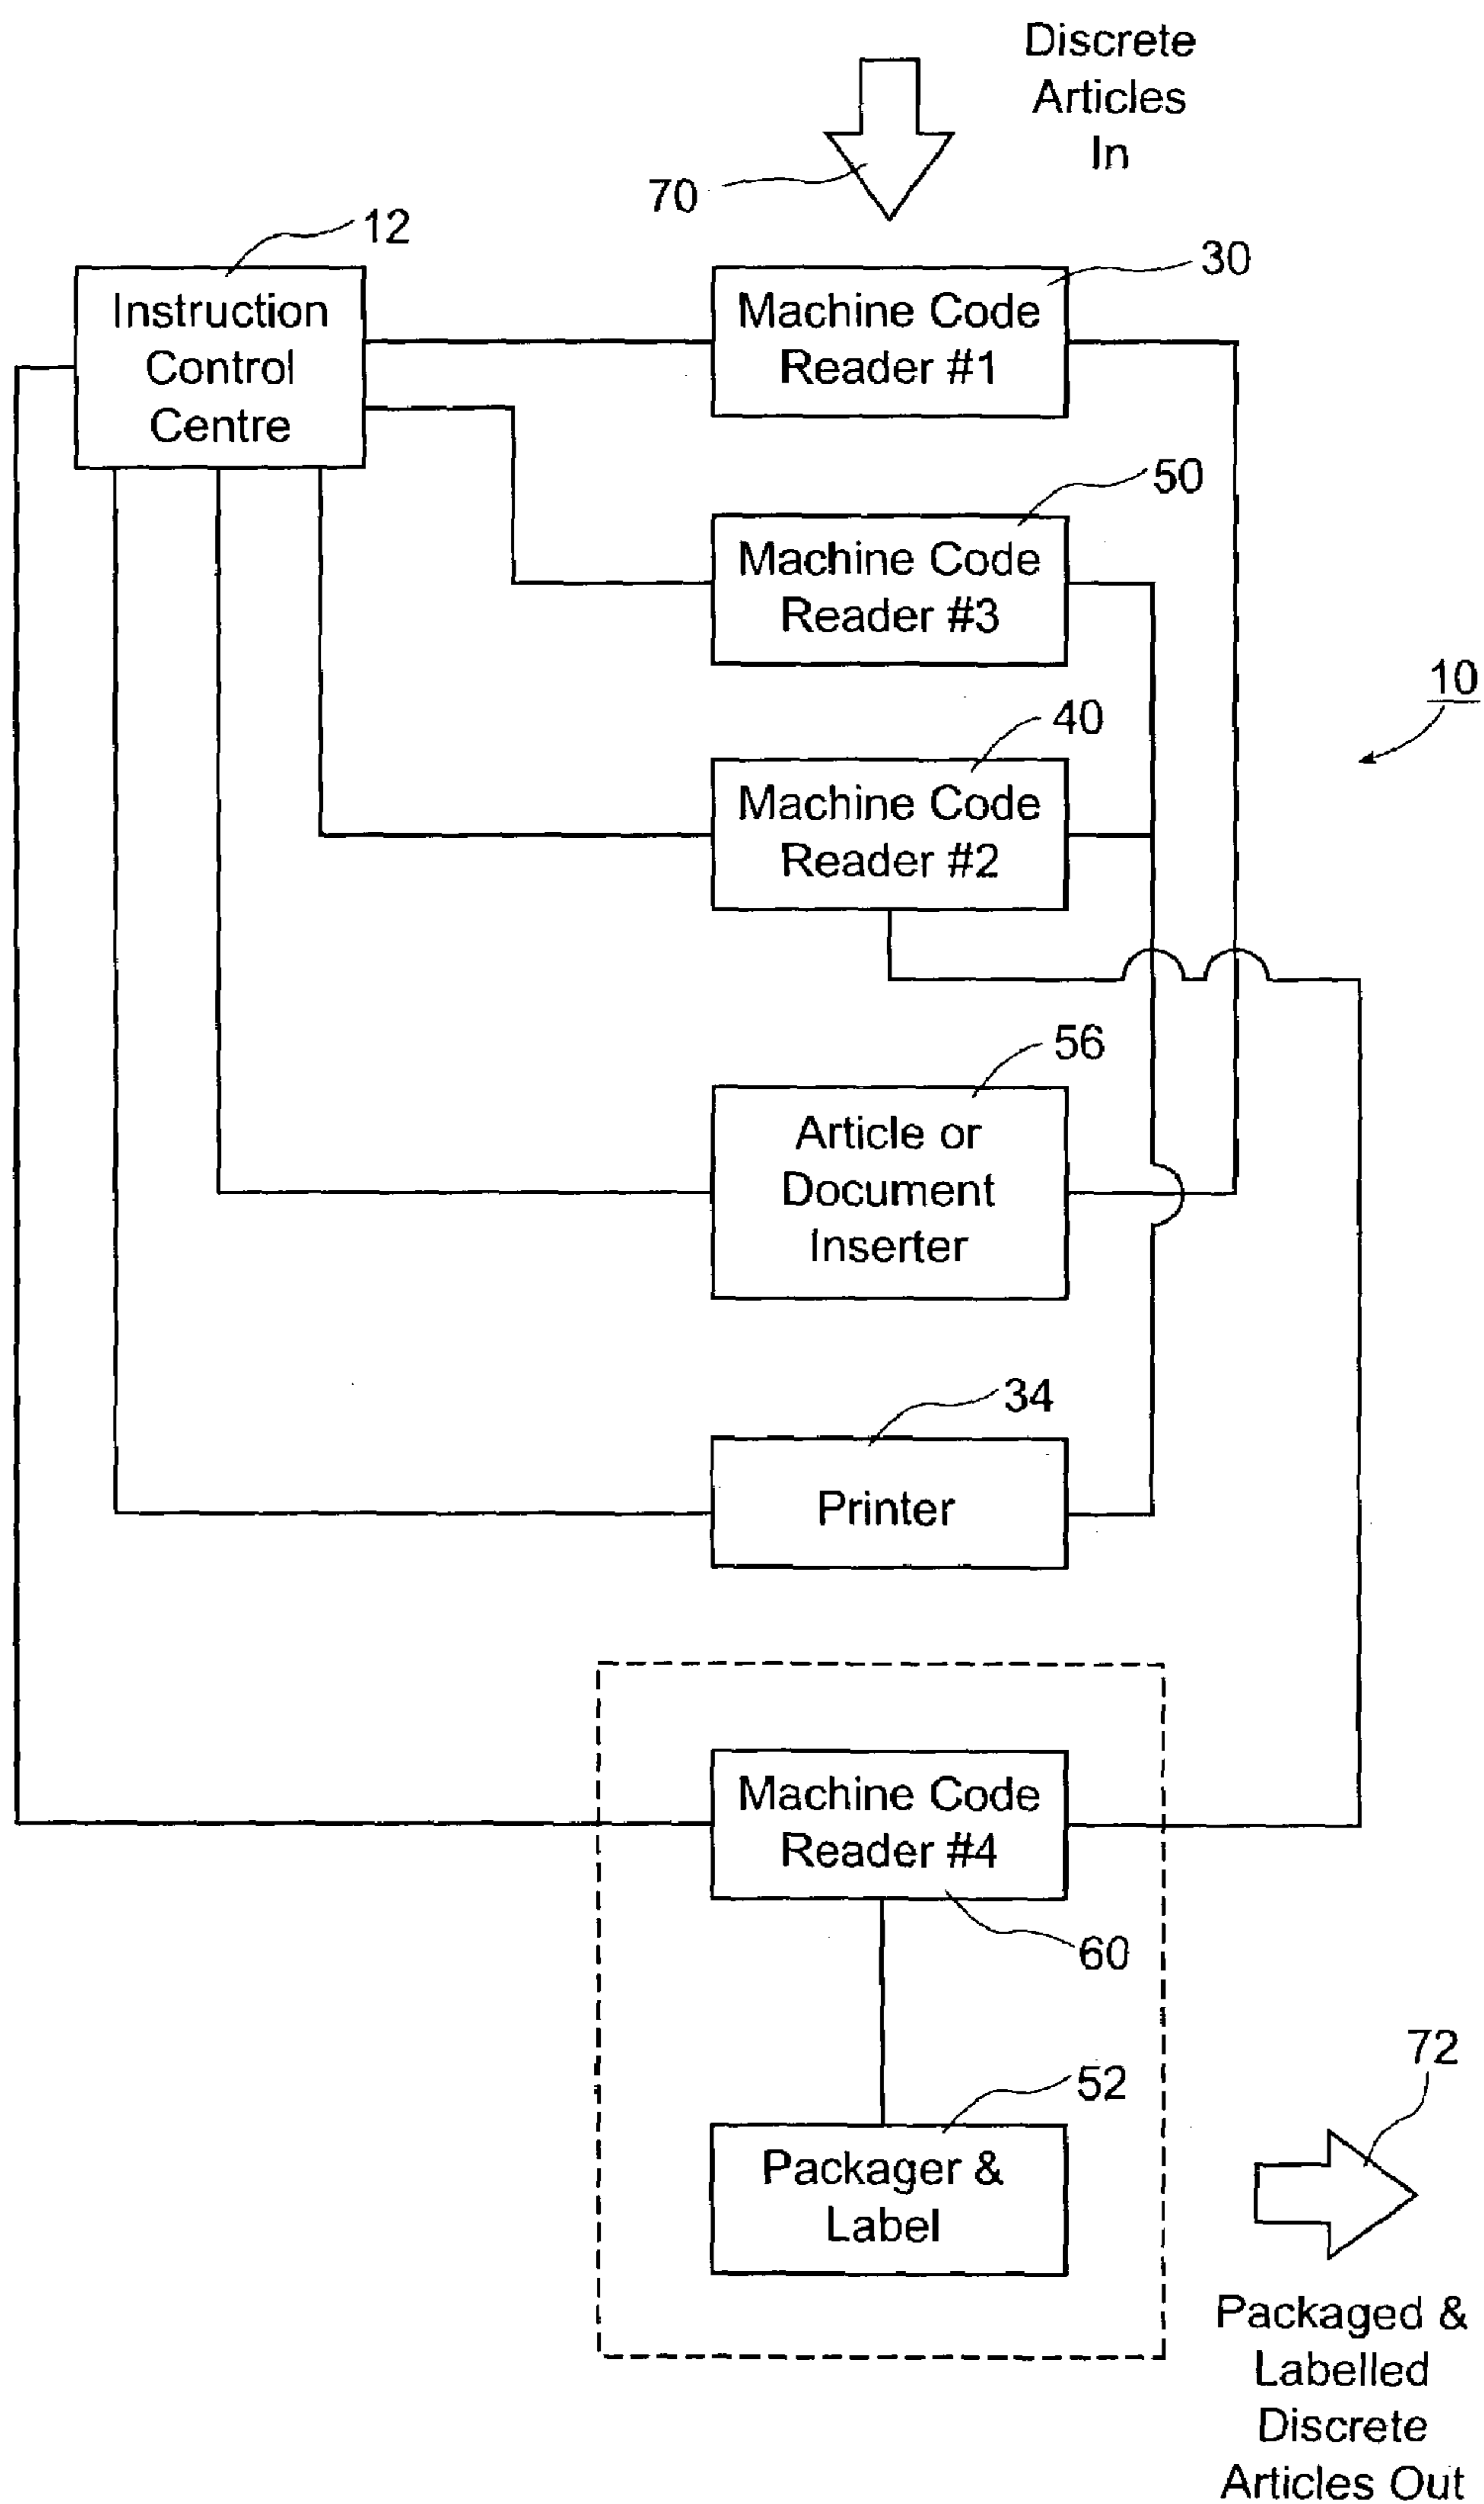 Discrete
Articles
In
70
12
30
Instruction
Control
Centre
Machine Code
Reader #1
50
Machine Code
Reader #3
10
40
Machine Code
Reader #2
56
Article or
Document
Inserter
34
Printer
Machine Code
Reader #4
60
72
52
Packager &
Label
Packaged &
Labelled
Discrete
Articles Out